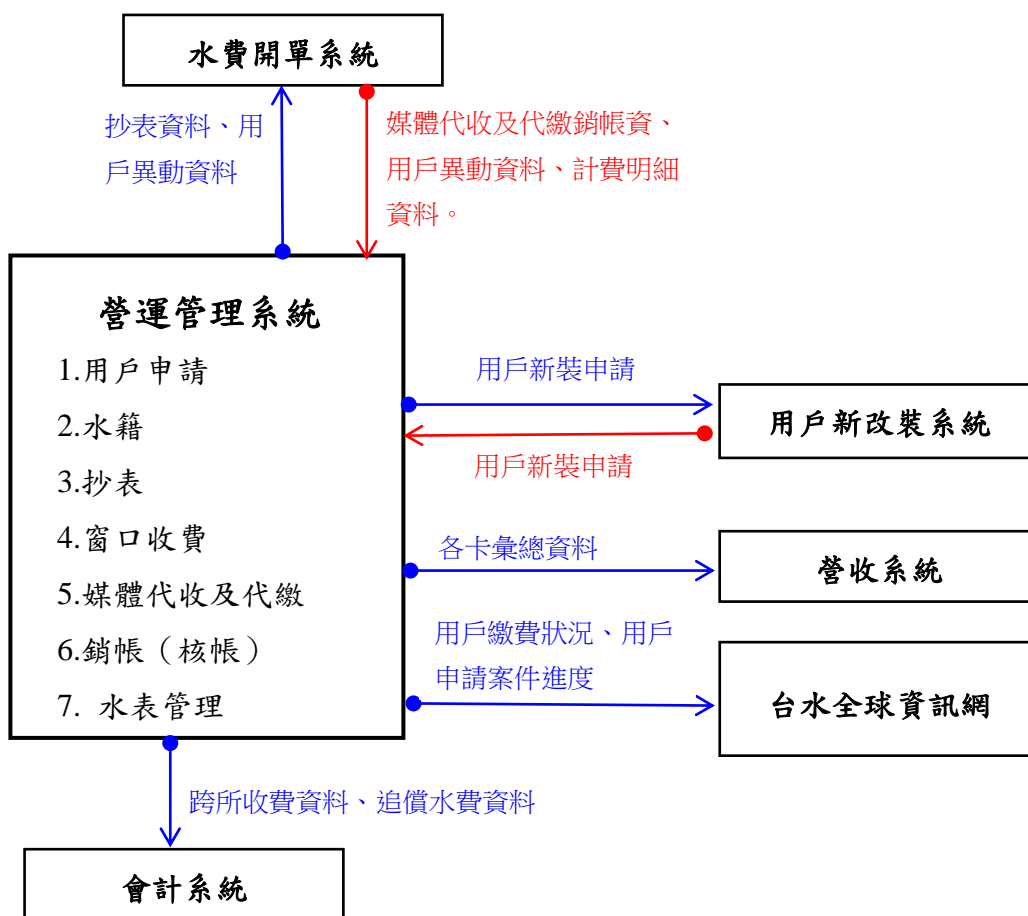 水費開單系統
抄表資料、用
戶異動資料
媒體代收及代繳銷帳資、
用戶異動資料、計費明細
資料。
營運管理系統
1.用戶申請
2.水籍
3.抄表
4.窗口收費
5.媒體代收及代繳
6.銷帳（核帳）
7. 水表管理
用戶新裝申請
用戶新改裝系統
用戶新裝申請
各卡彙總資料
營收系統
用戶繳費狀況、用戶
申請案件進度
台水全球資訊網
跨所收費資料、追償水費資料
會計系統